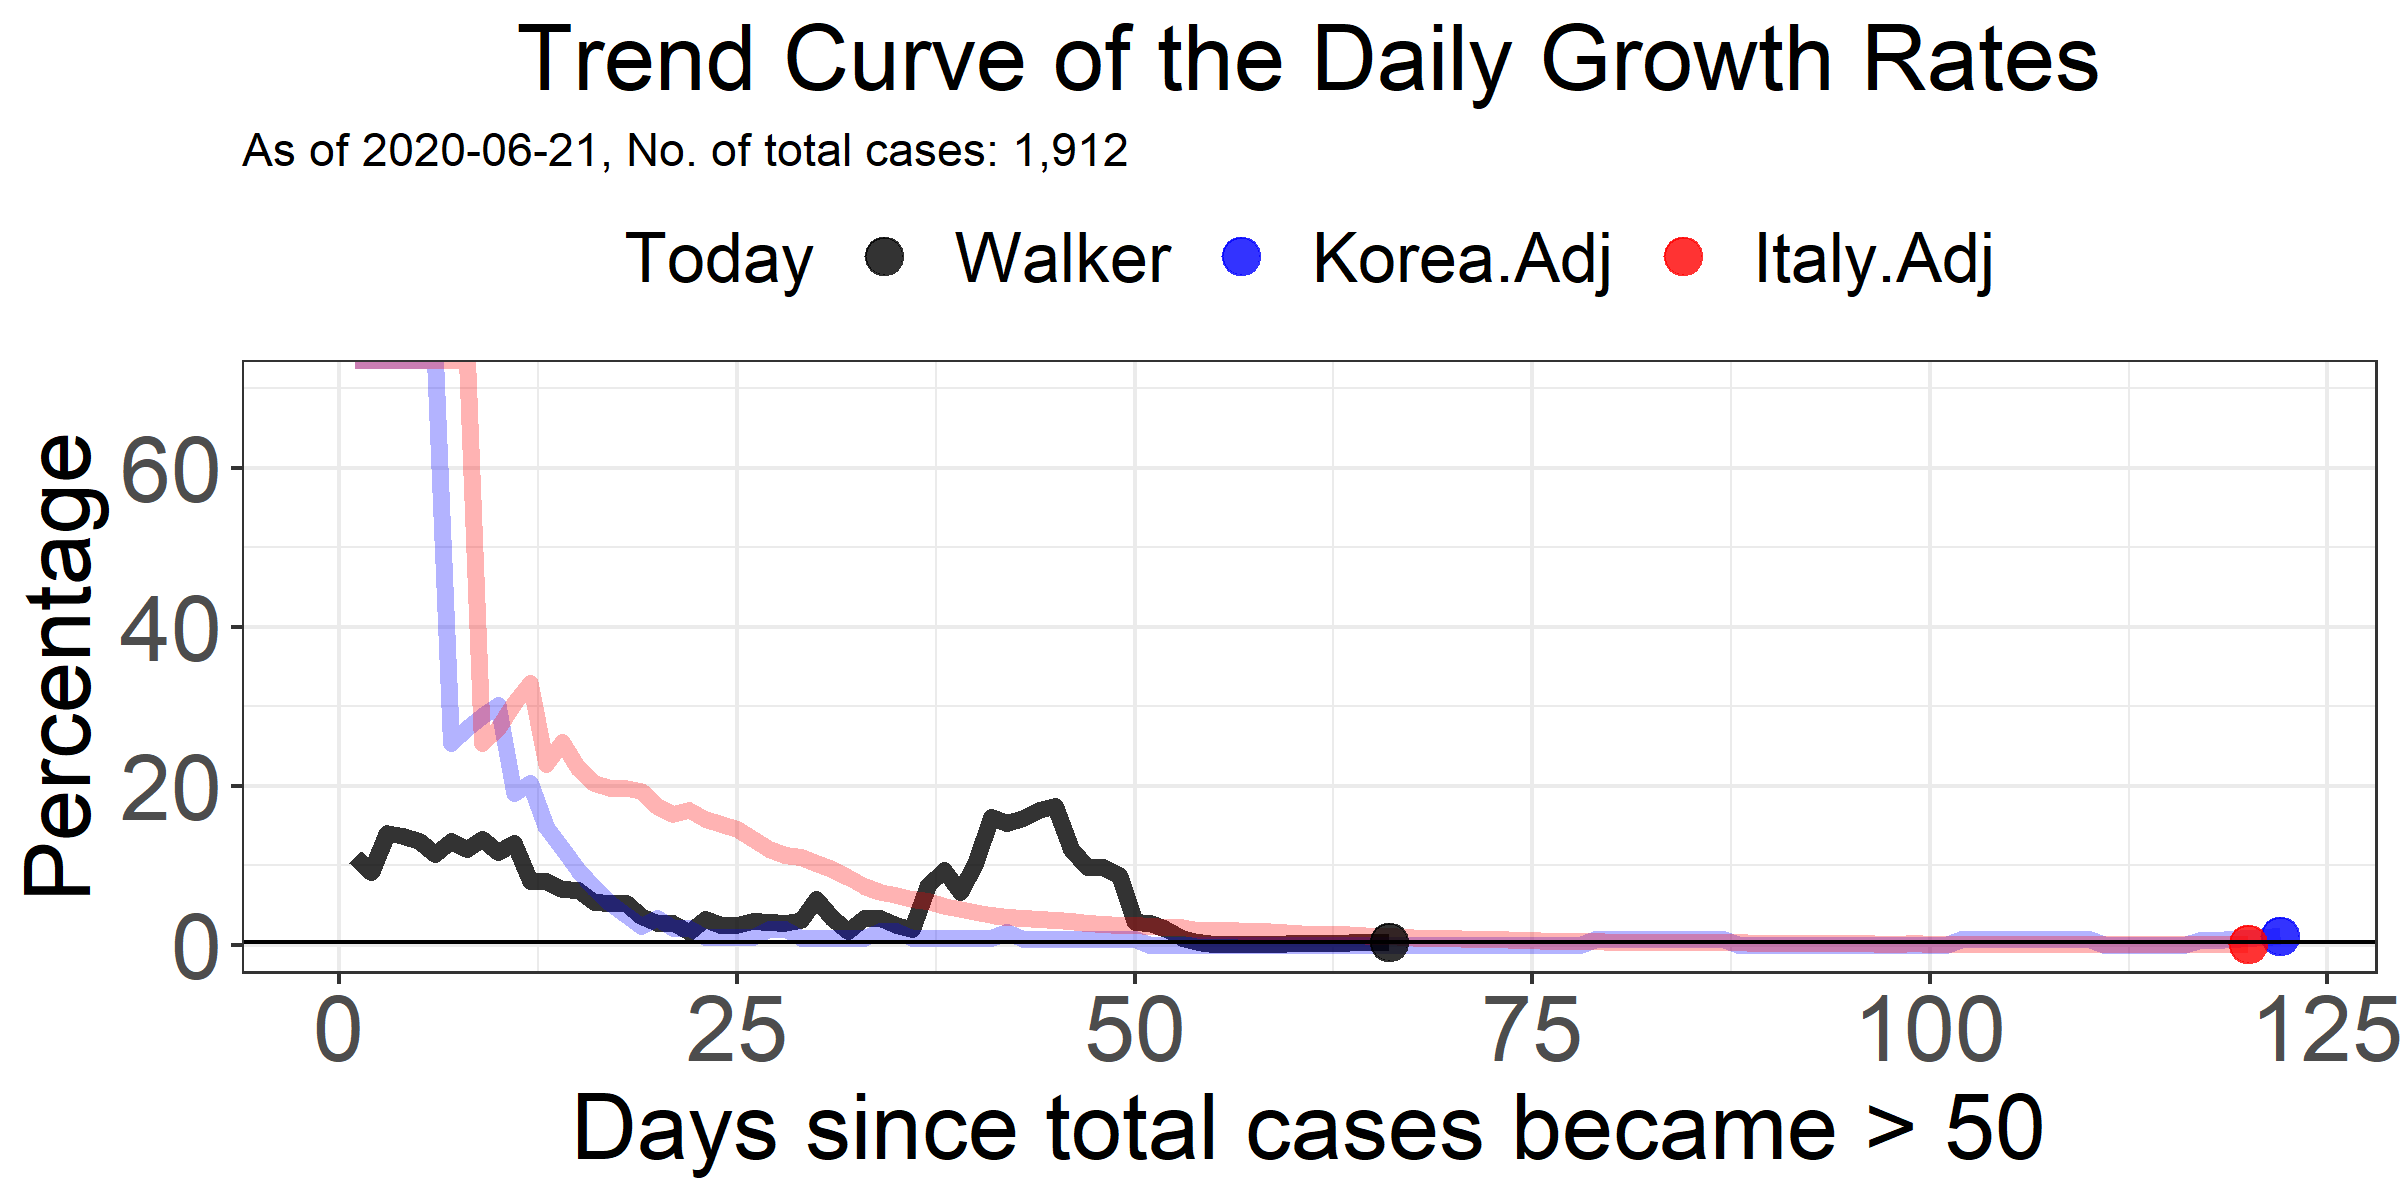 Trend Curve of the Daily Growth Rates
As of 2020-06-21, No. of total cases: 1,912
Today Walker Korea.Adj Italy.Adj
Percentage
60
40
20
0
0 25 50 75 100 125
Days since total cases became > 50